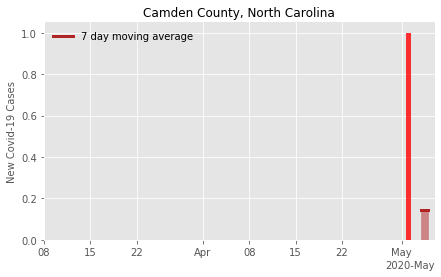 Camden County, North Carolina
7 day moving average
New Covid-19 Cases
1.0
0.8
0.6
0.4
0.2
0.0
08 15 22 Apr 08 15 22 May
2020-May